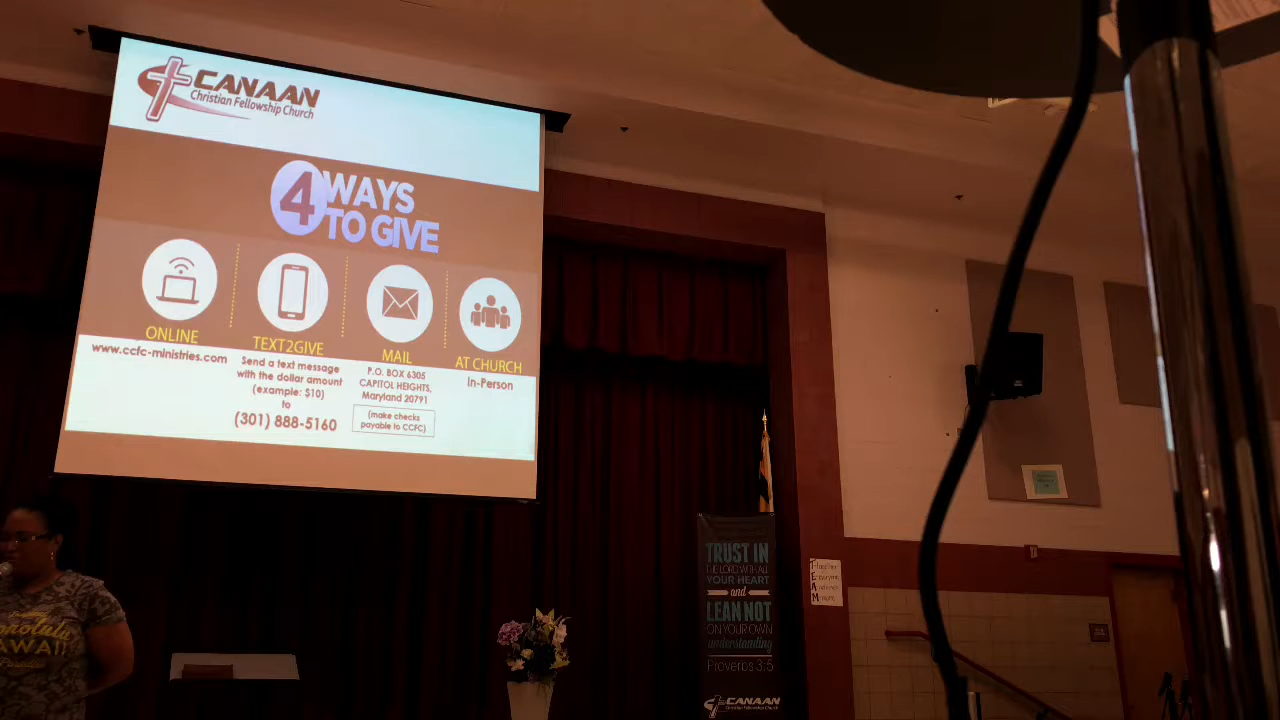 CANAAN
Christian Fellowship Church
4 WAYS
TO GIVE
ONLINE
www.ccfc-ministries.com
TEXT2GIVE
Send a text message
with the dollar amount
(example: $10)
to
(301) 888-5160
MAIL
P.O. BOX 6305
CAPITOL HEIGHTS,
Maryland 20791
(make checks
payable to CCFC)
AT CHURCH
In-Person
TRUST IN
THE LORD WITH ALL
YOUR HEART
and
LEAN NOT
ON YOUR OWN
understanding
Proverbs 3:5
CANAAN
Christian Fellowship Church